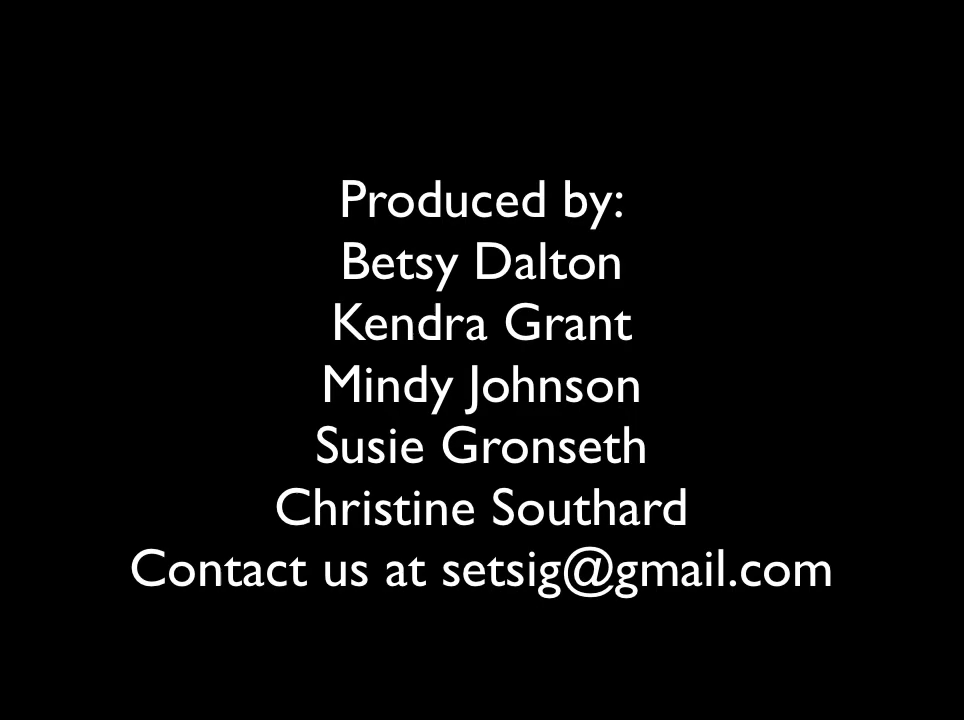 Produced by:
Betsy Dalton
Kendra Grant
Mindy Johnson
Susie Gronseth
Christine Southard
Contact us at setsig@gmail.com